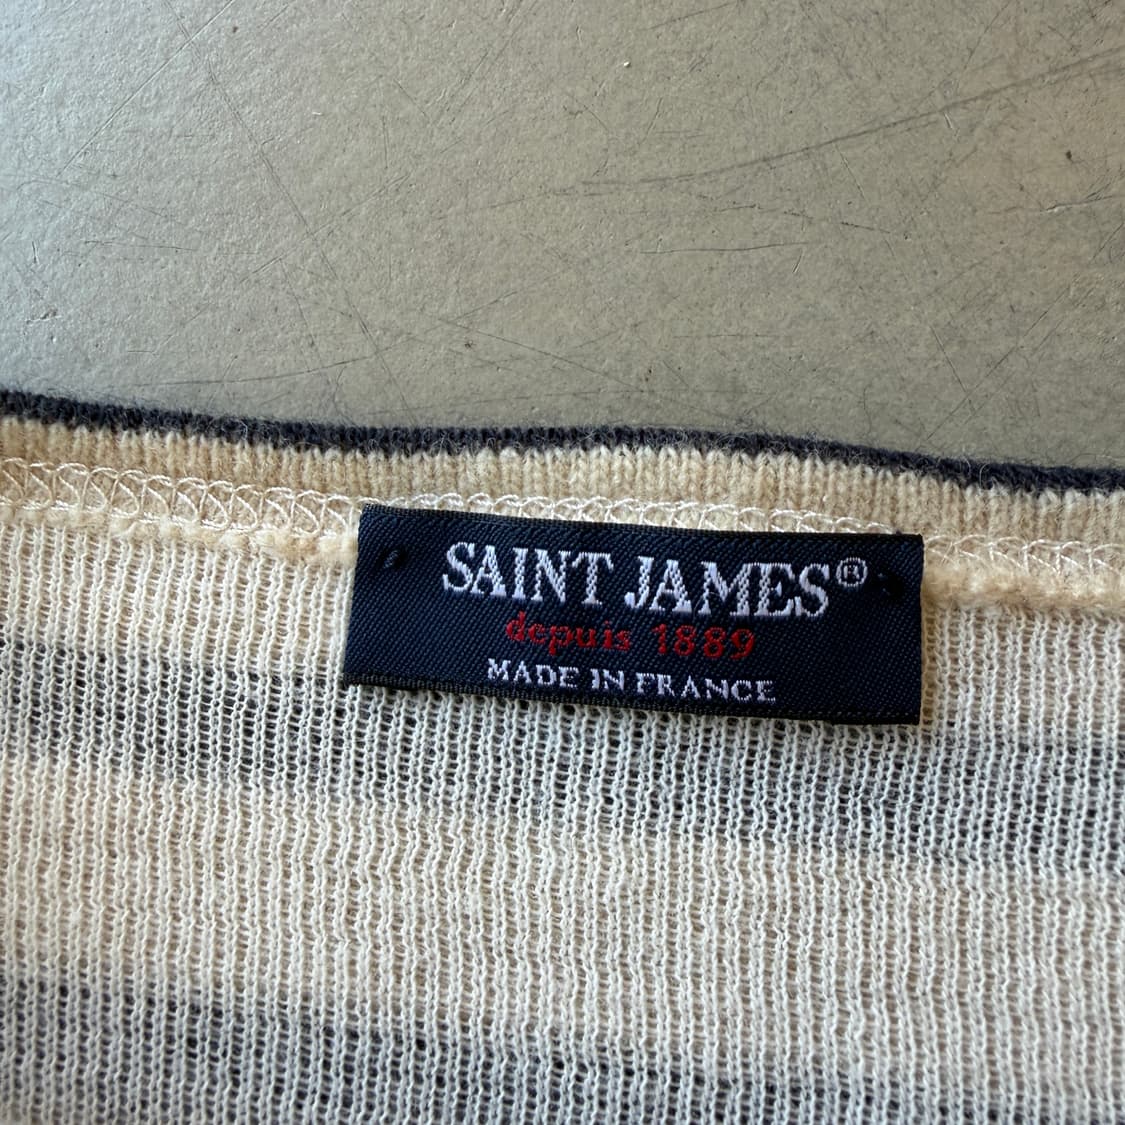 SAINT JAMES®
depuis 1889
MADE IN FRANCE